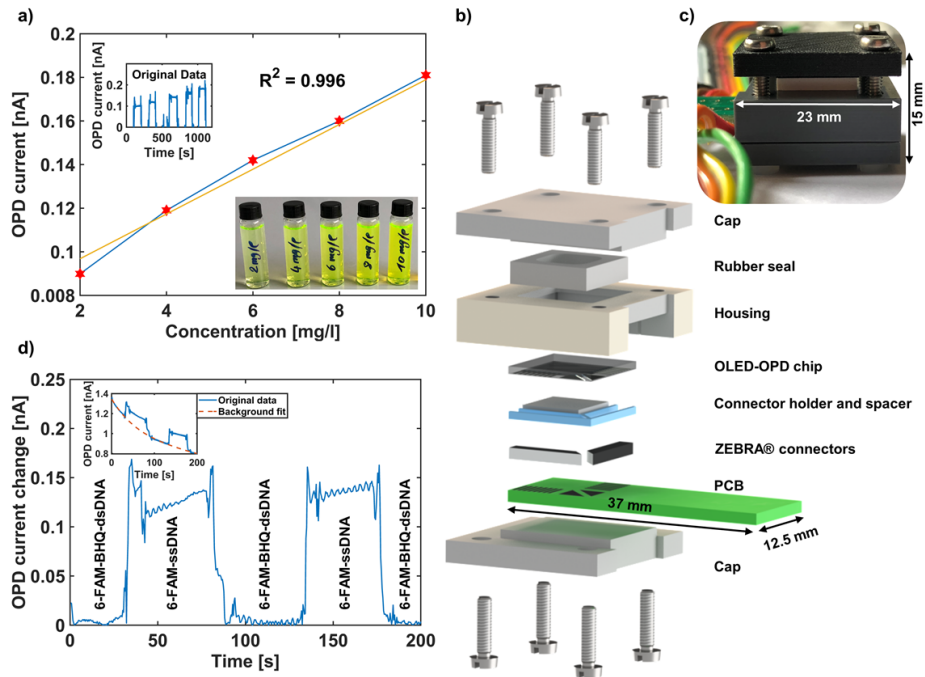 a)
OPD current [nA]
0.2
0.18
0.16
0.14
0.12
0.1
0.008
2
4
6
8
10
Concentration [mg/l]
R² = 0.996
Original Data
OPD current
[nA]
0.2
0.1
0
0
500
1000
Time [s]
2mg/l
4mg/l
6mg/l
8mg/l
10mg/l
b)
Cap
Rubber seal
Housing
OLED-OPD chip
Connector holder and spacer
ZEBRA® connectors
PCB
37 mm
12.5 mm
Cap
c)
23 mm
15 mm
d)
OPD current change [nA]
0.25
0.2
0.15
0.1
0.05
0
0
50
100
150
200
Time [s]
OPD current [nA]
1.4
1.2
1
0.8
0
100
200
Time [s]
Original data
Background fit
6-FAM-BHQ-dsDNA
6-FAM-ssDNA
6-FAM-BHQ-dsDNA
6-FAM-ssDNA
6-FAM-BHQ-dsDNA